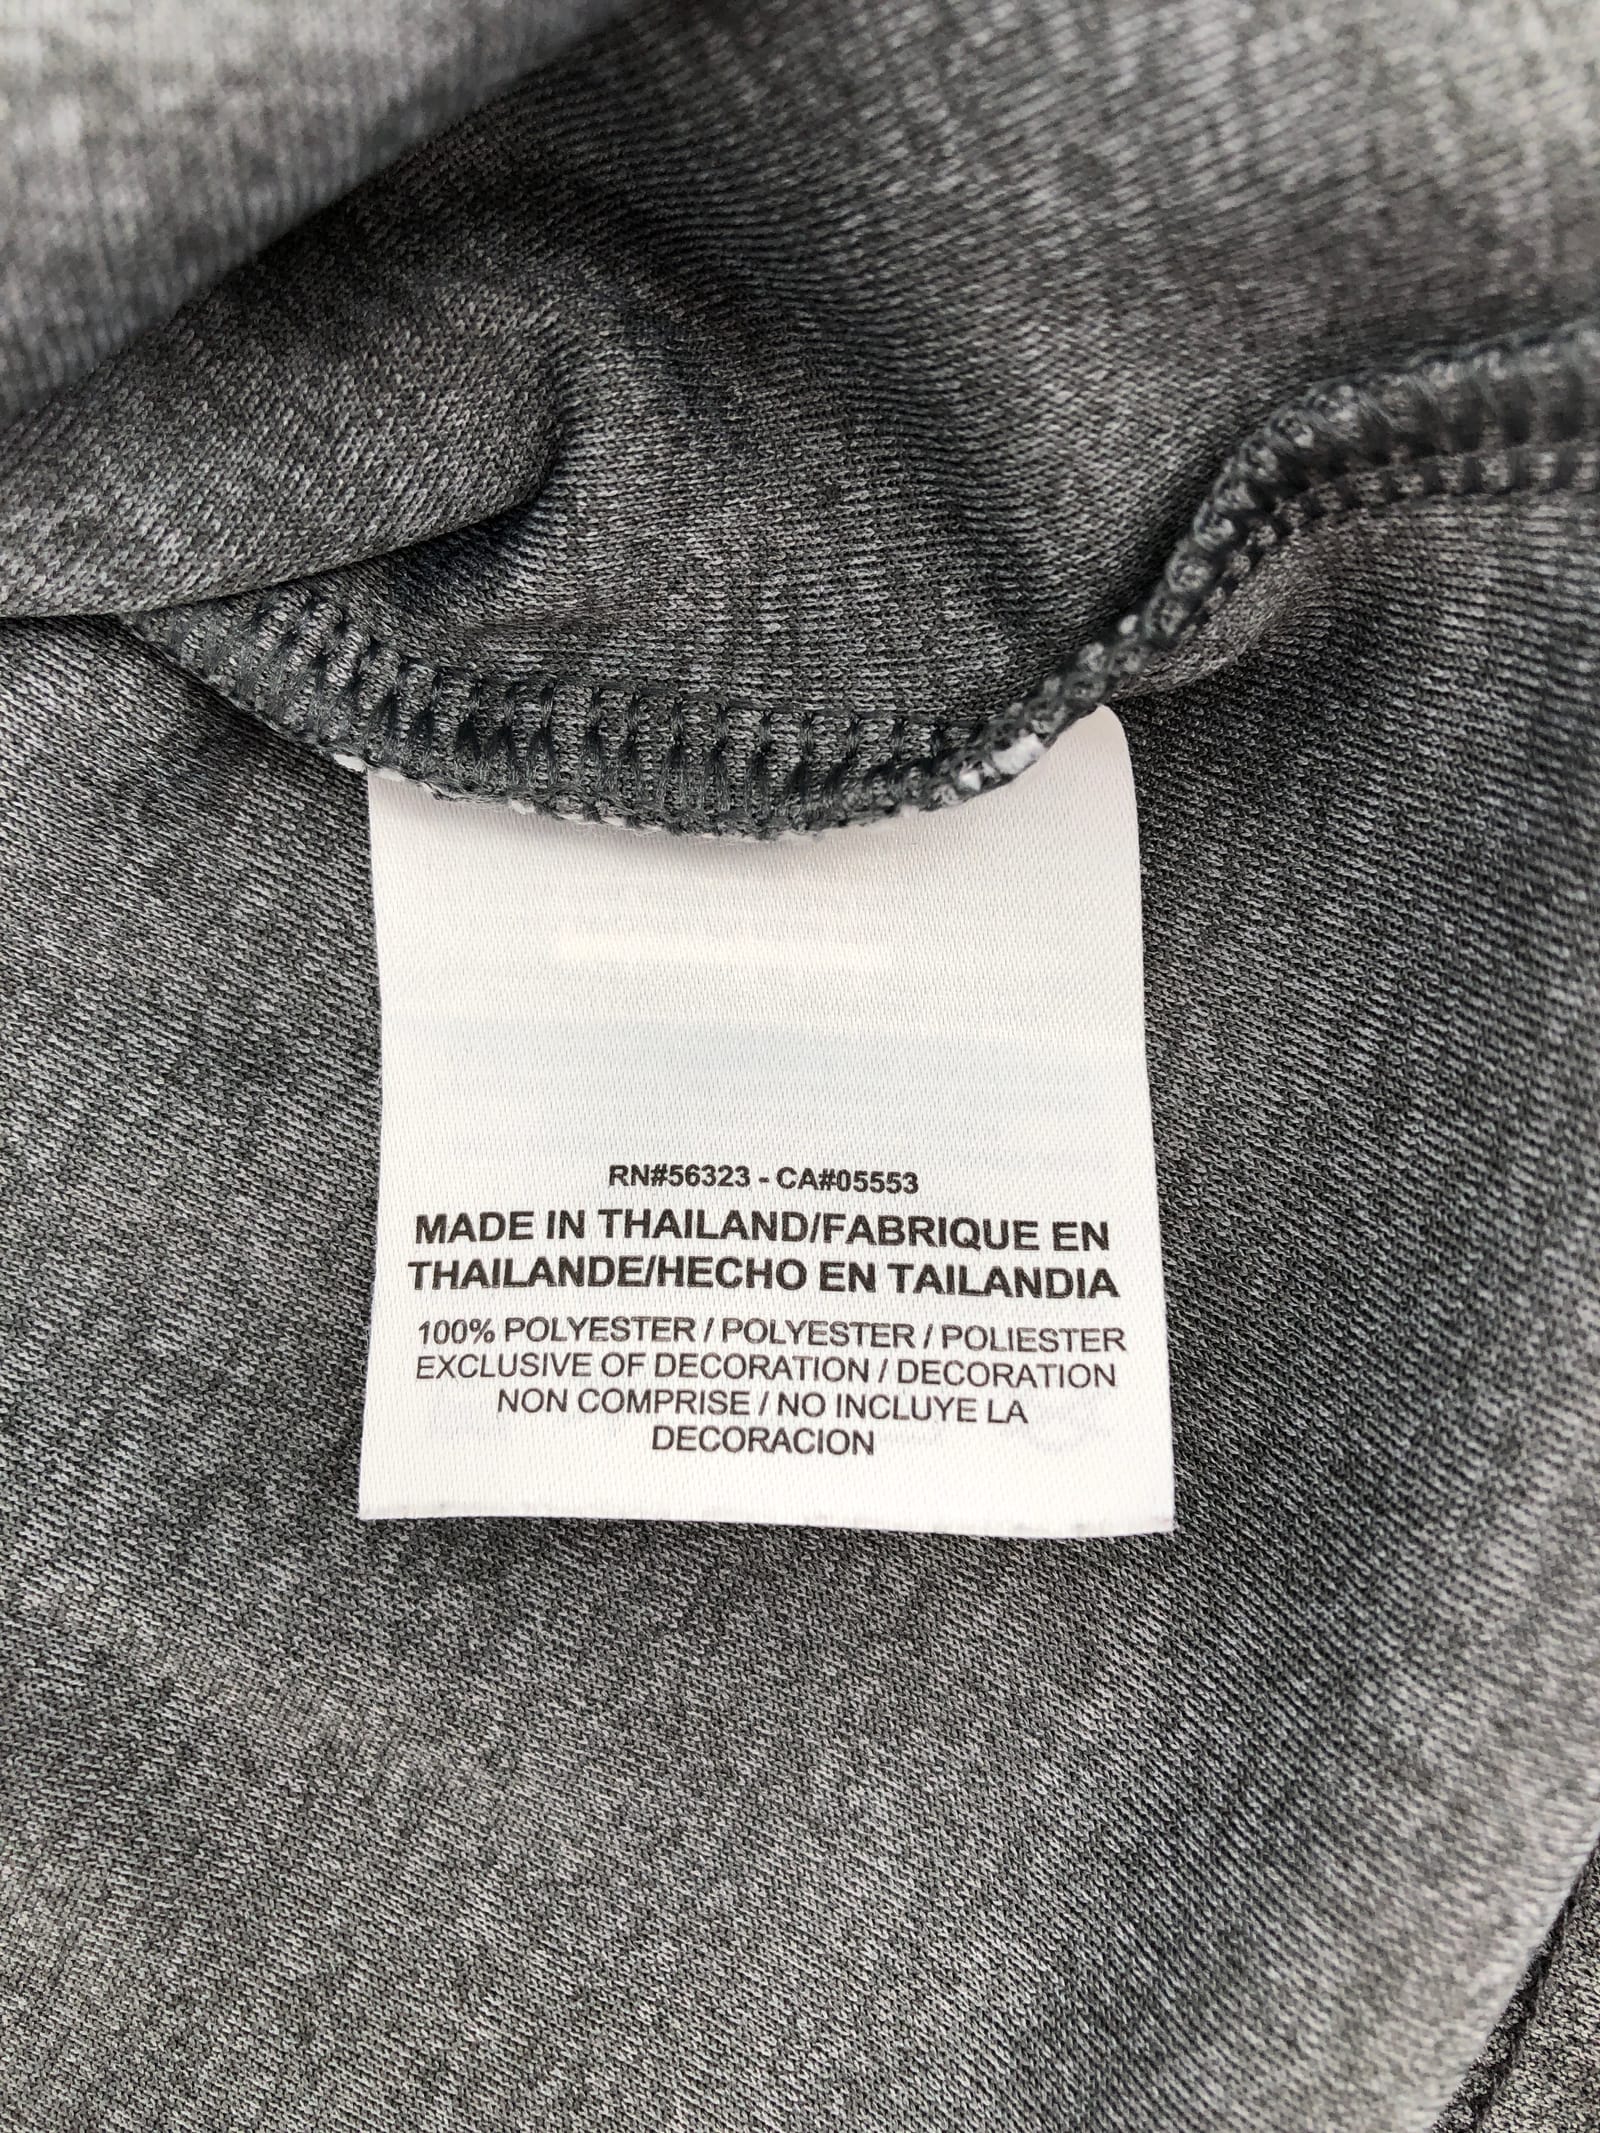 RN#56323 - CA#05553
MADE IN THAILAND/FABRIQUE EN
THAILANDE/HECHO EN TAILANDIA
100% POLYESTER / POLYESTER / POLIESTER
EXCLUSIVE OF DECORATION / DECORATION
NON COMPRISE / NO INCLUYE LA
DECORACION